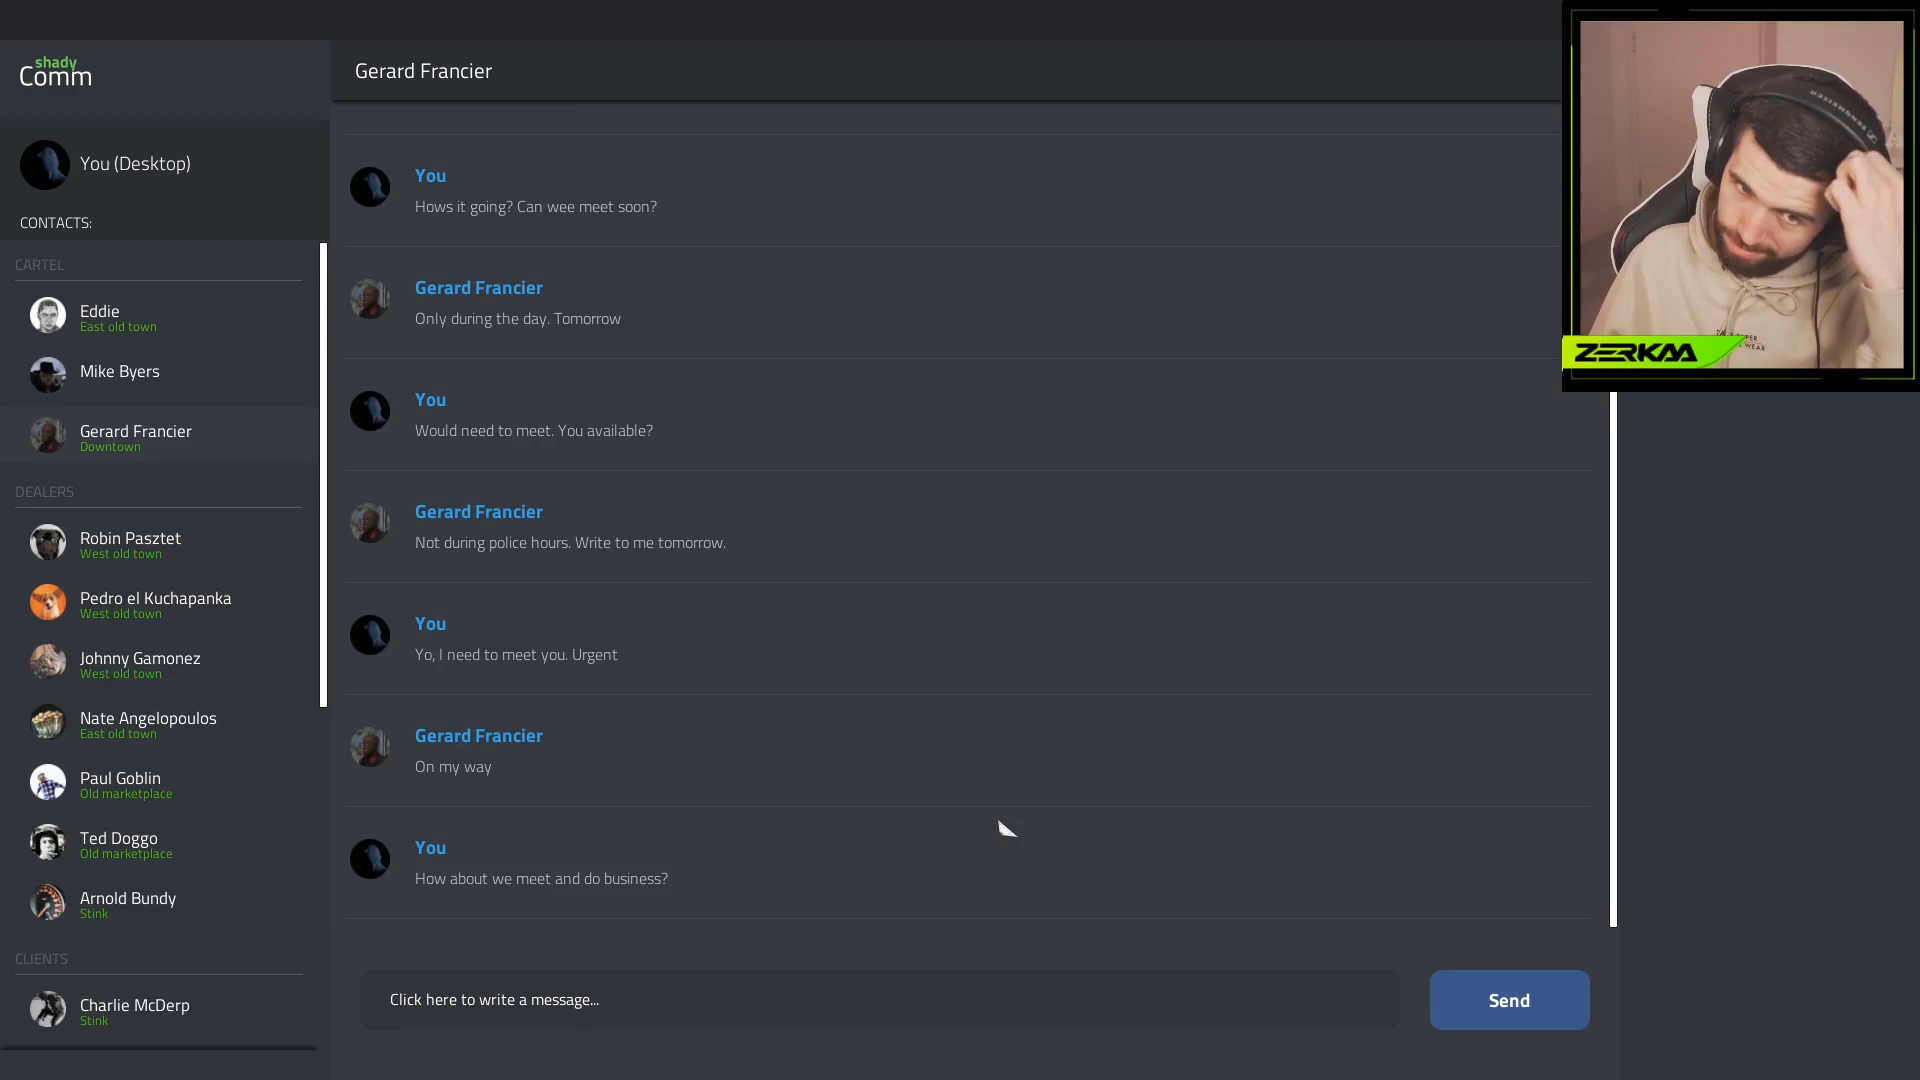 shady
Comm
You (Desktop)
CONTACTS:
CARTEL
Eddie
East old town
Mike Byers
Gerard Francier
Downtown
DEALERS
Robin Pasztet
West old town
Pedro el Kuchapanka
West old town
Johnny Gamonez
West old town
Nate Angelopoulos
East old town
Paul Goblin
Old marketplace
Ted Doggo
Old marketplace
Arnold Bundy
Stink
CLIENTS
Charlie McDerp
Stink
Gerard Francier
You
Hows it going? Can wee meet soon?
Gerard Francier
Only during the day. Tomorrow
You
Would need to meet. You available?
Gerard Francier
Not during police hours. Write to me tomorrow.
You
Yo, I need to meet you. Urgent
Gerard Francier
On my way
You
How about we meet and do business?
Click here to write a message...
Send
ZERKAA